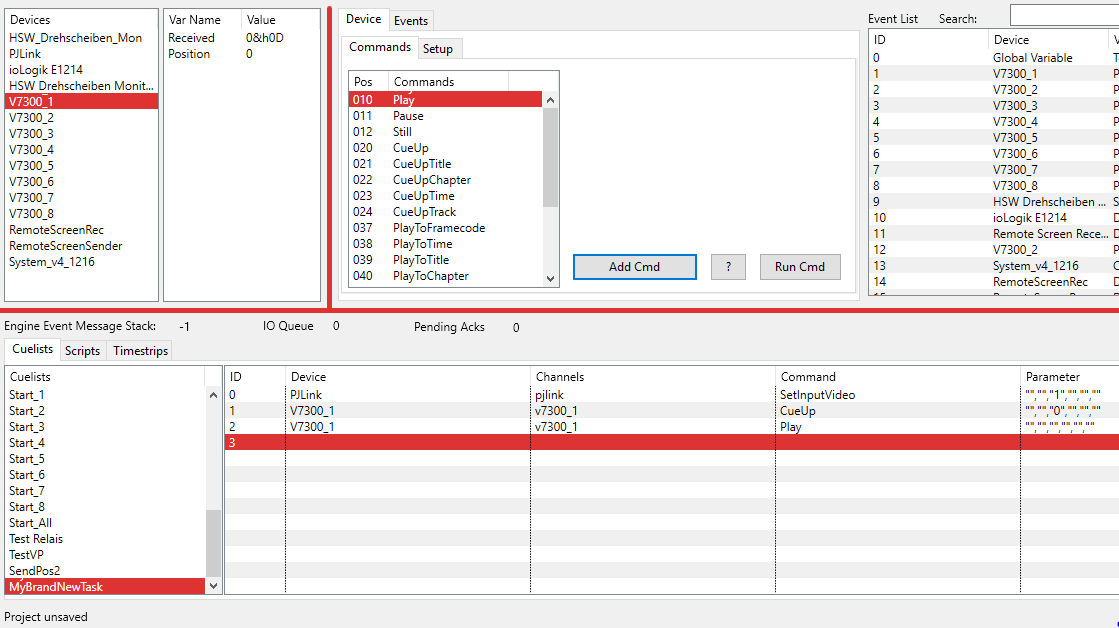 Devices
HSW_Drehscheiben_Mon
PJLink
ioLogik E1214
HSW Drehscheiben Monit...
V7300_1
V7300_2
V7300_3
V7300_4
V7300_5
V7300_6
V7300_7
V7300_8
RemoteScreenRec
RemoteScreenSender
System_v4_1216
Var Name Value
Received 0&h0D
Position 0
Device Events
Commands Setup
Pos Commands
010 Play
011 Pause
012 Still
020 CueUp
021 CueUpTitle
022 CueUpChapter
023 CueUpTime
024 CueUpTrack
037 PlayToFramecode
038 PlayToTime
039 PlayToTitle
040 PlayToChapter
Add Cmd ? Run Cmd
Event List Search:
ID Device V
0 Global Variable T
1 V7300_1 P
2 V7300_2 P
3 V7300_3 P
4 V7300_4 P
5 V7300_5 P
6 V7300_6 P
7 V7300_7 P
8 V7300_8 P
9 HSW Drehscheiben ... S
10 ioLogik E1214 D
11 Remote Screen Rece... D
12 V7300_2 P
13 System_v4_1216 C
14 RemoteScreenRec D
Engine Event Message Stack: -1 IO Queue 0 Pending Acks 0
Cuelists Scripts Timestrips
Cuelists
Start_1
Start_2
Start_3
Start_4
Start_5
Start_6
Start_7
Start_8
Start_All
Test Relais
TestVP
SendPos2
MyBrandNewTask
ID Device Channels Command Parameter
0 PJLink pjlink SetInputVideo "","","1","","",""
1 V7300_1 v7300_1 CueUp "","","0","","",""
2 V7300_1 v7300_1 Play "","","","","",""
3
Project unsaved